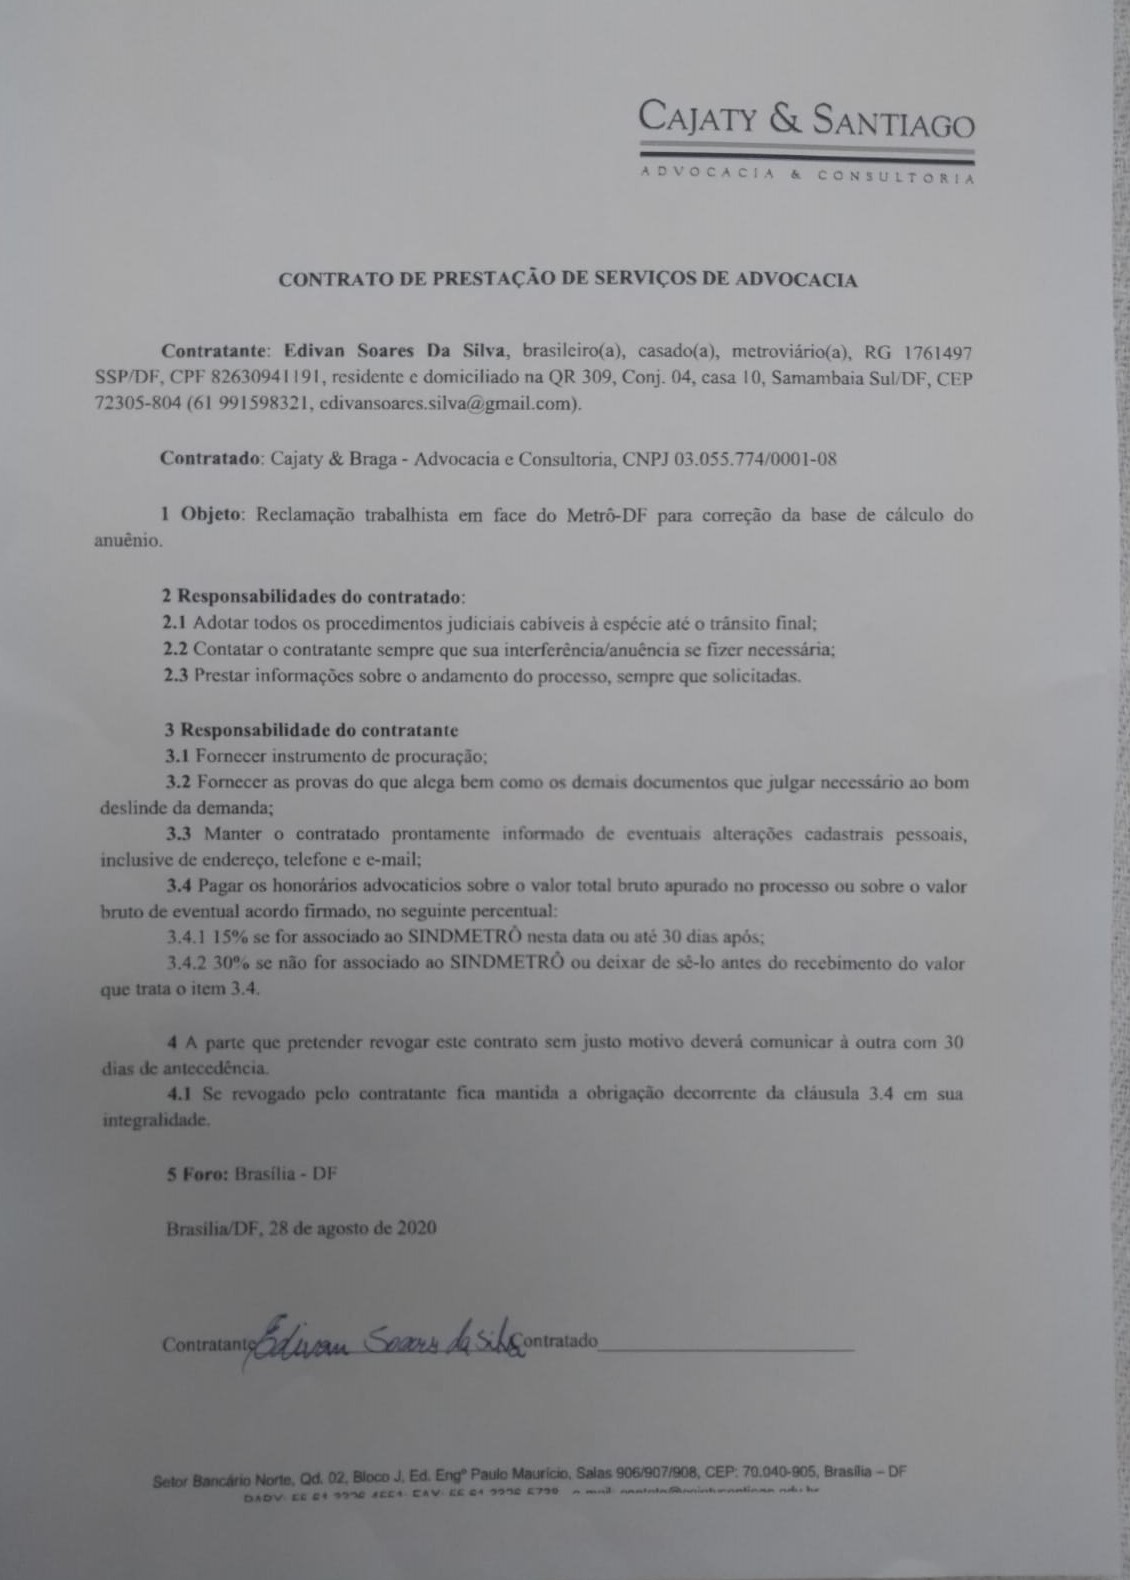 CAJATY & SANTIAGO
ADVOCACIA & CONSULTORIA
CONTRATO DE PRESTAÇÃO DE SERVIÇOS DE ADVOCACIA
Contratante: Edivan Soares Da Silva, brasileiro(a), casado(a), metroviário(a), RG 1761497
SSP/DF, CPF 82630941191, residente e domiciliado na QR 309, Conj. 04, casa 10, Samambaia Sul/DF, CEP
72305-804 (61 991598321, edivansoares.silva@gmail.com).
Contratado: Cajaty & Braga - Advocacia e Consultoria, CNPJ 03.055.774/0001-08
1 Objeto: Reclamação trabalhista em face do Metrô-DF para correção da base de cálculo do
anuênio.
2 Responsabilidades do contratado:
2.1 Adotar todos os procedimentos judiciais cabíveis à espécie até o trânsito final;
2.2 Contatar o contratante sempre que sua interferência/anuência se fizer necessária;
2.3 Prestar informações sobre o andamento do processo, sempre que solicitadas.
3 Responsabilidade do contratante
3.1 Fornecer instrumento de procuração;
3.2 Fornecer as provas do que alega bem como os demais documentos que julgar necessário ao bom
deslinde da demanda;
3.3 Manter o contratado prontamente informado de eventuais alterações cadastrais pessoais,
inclusive de endereço, telefone e e-mail;
3.4 Pagar os honorários advocatícios sobre o valor total bruto apurado no processo ou sobre o valor
bruto de eventual acordo firmado, no seguinte percentual:
3.4.1 15% se for associado ao SINDMETRÔ nesta data ou até 30 dias após;
3.4.2 30% se não for associado ao SINDMETRÔ ou deixar de sê-lo antes do recebimento do valor
que trata o item 3.4.
4 A parte que pretender revogar este contrato sem justo motivo deverá comunicar à outra com 30
dias de antecedência.
4.1 Se revogado pelo contratante fica mantida a obrigação decorrente da cláusula 3.4 em sua
integralidade.
5 Foro: Brasília - DF
Brasília/DF, 28 de agosto de 2020
Contratante Edivan Soares da Silva Contratado
Setor Bancário Norte, Qd. 02, Bloco J, Ed. Engº Paulo Maurício, Salas 906/907/908, CEP: 70.040-905, Brasília – DF